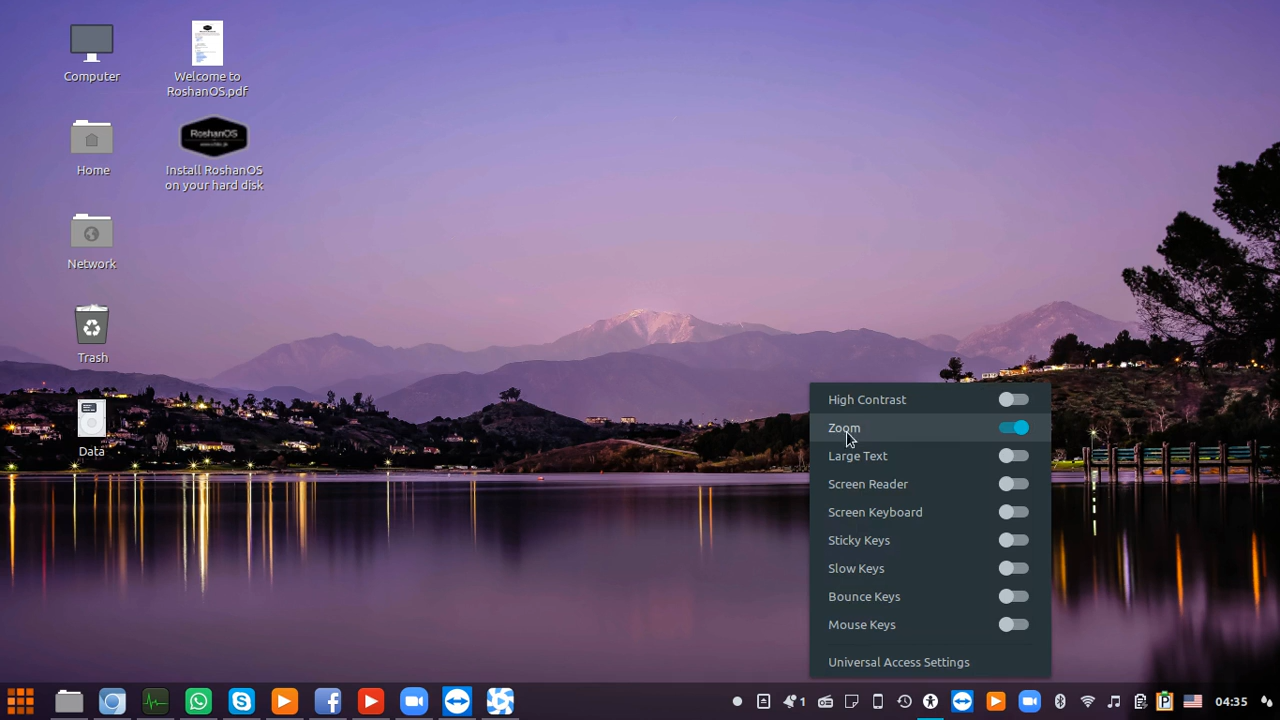 Computer
Welcome to
RoshanOS.pdf
RoshanOS
Home
Install RoshanOS
on your hard disk
Network
Trash
Data
High Contrast
Zoom
Large Text
Screen Reader
Screen Keyboard
Sticky Keys
Slow Keys
Bounce Keys
Mouse Keys
Universal Access Settings
1
P
04:35